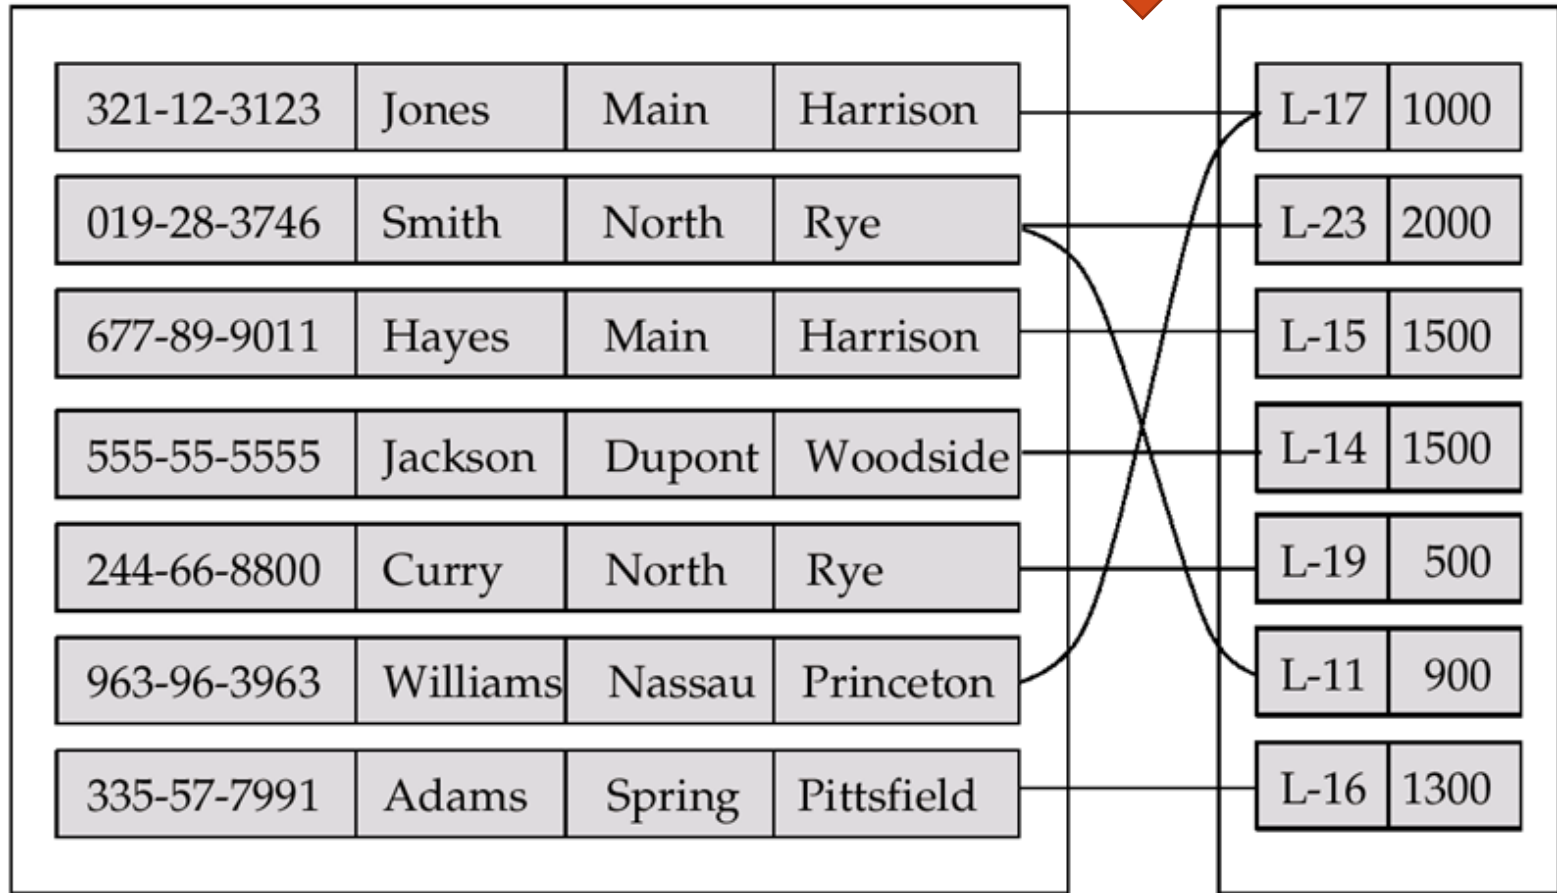 321-12-3123 Jones Main Harrison L-17 1000
019-28-3746 Smith North Rye L-23 2000
677-89-9011 Hayes Main Harrison L-15 1500
555-55-5555 Jackson Dupont Woodside L-14 1500
244-66-8800 Curry North Rye L-19 500
963-96-3963 Williams Nassau Princeton L-11 900
335-57-7991 Adams Spring Pittsfield L-16 1300